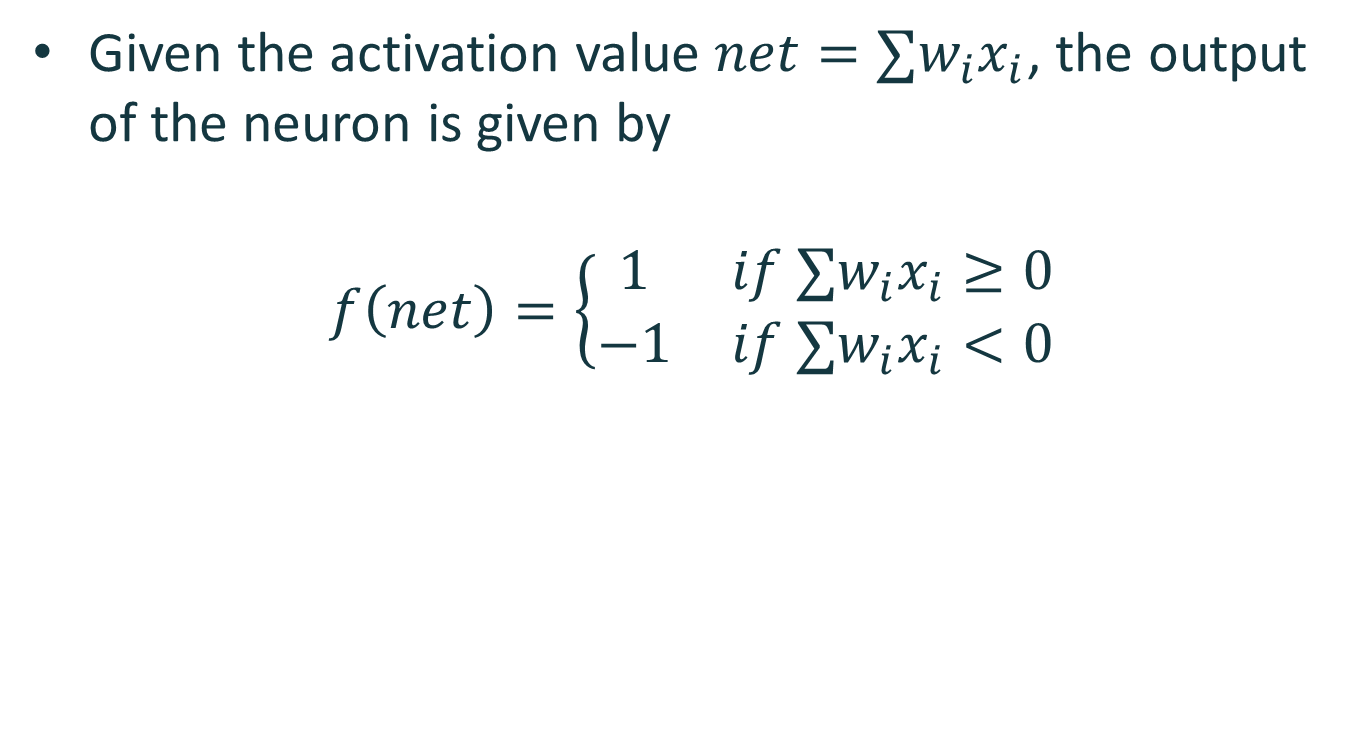 • Given the activation value net = ∑wᵢxᵢ, the output
of the neuron is given by
f(net) = { 1 if ∑wᵢxᵢ ≥ 0
−1 if ∑wᵢxᵢ < 0